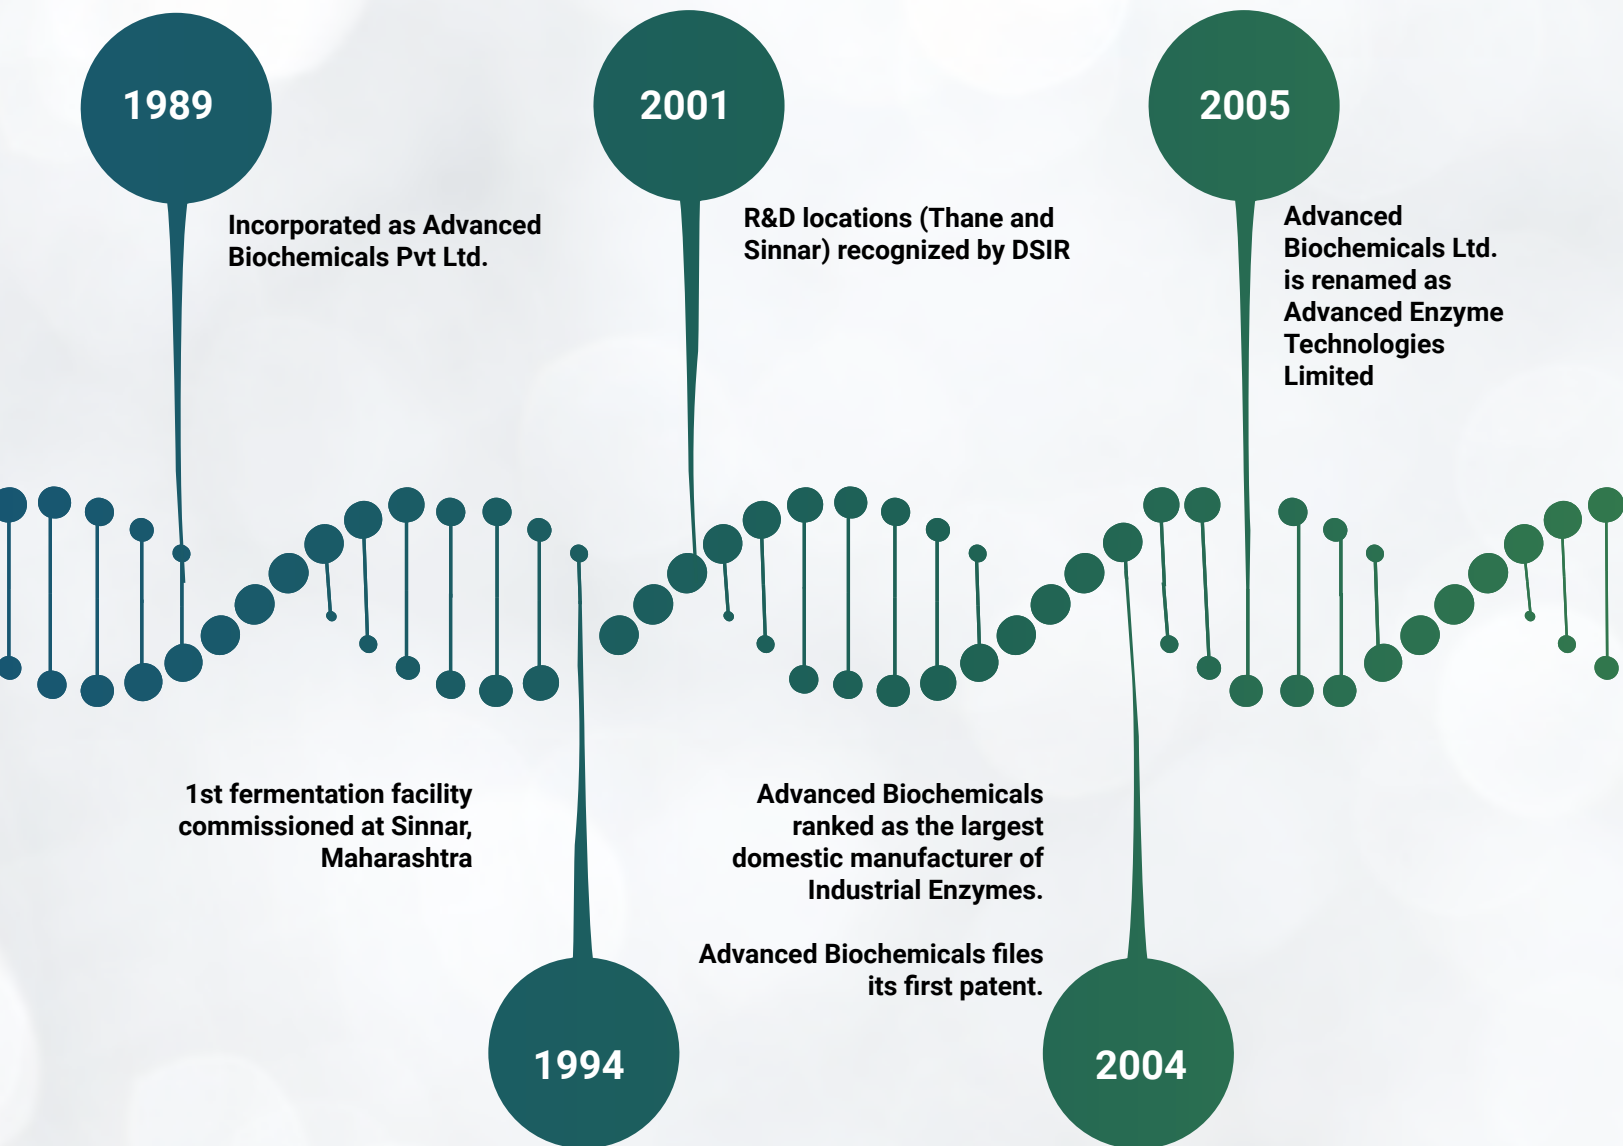 1989
Incorporated as Advanced
Biochemicals Pvt Ltd.
2001
R&D locations (Thane and
Sinnar) recognized by DSIR
2005
Advanced
Biochemicals Ltd.
is renamed as
Advanced Enzyme
Technologies
Limited
1st fermentation facility
commissioned at Sinnar,
Maharashtra
1994
Advanced Biochemicals
ranked as the largest
domestic manufacturer of
Industrial Enzymes.
Advanced Biochemicals files
its first patent.
2004